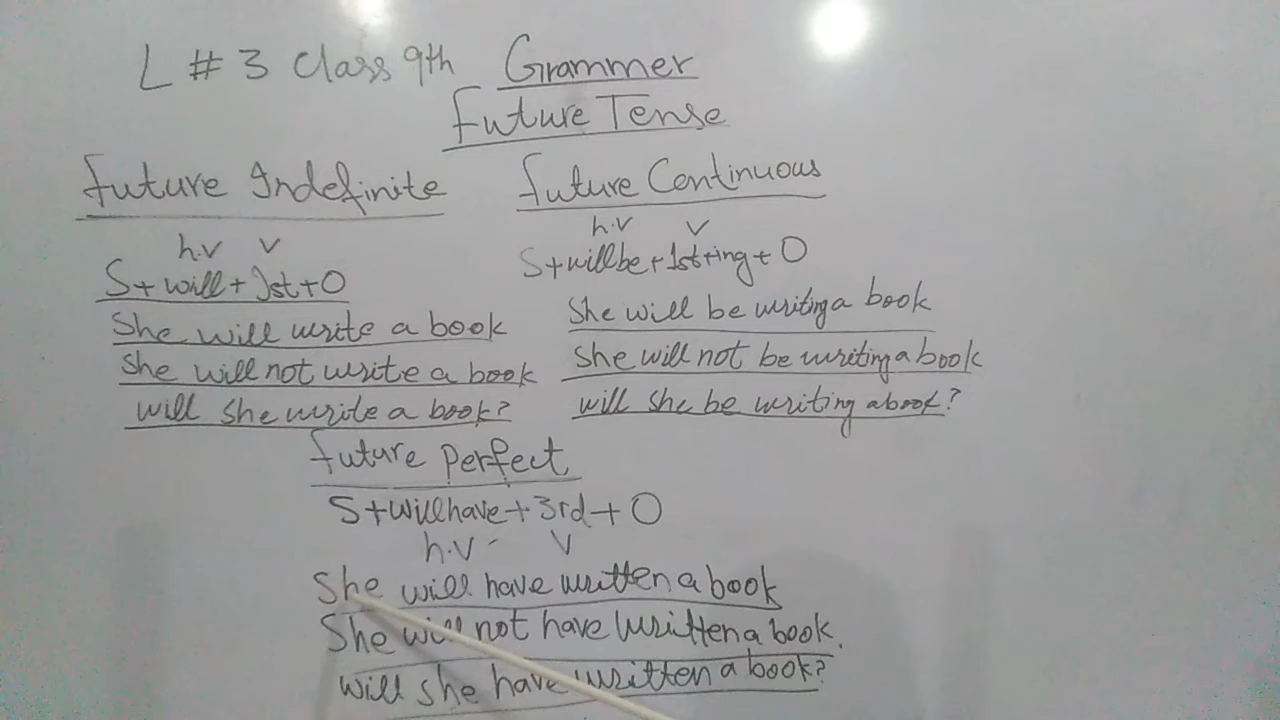 L # 3 Class 9th Grammer
Future Tense
Future Indefinite
h.v v
S+will+1st+O
She will write a book
She will not write a book
will she write a book?
Future Continuous
h.v v
S+will be+1st+ing+O
She will be writing a book
She will not be writing a book
will she be writing a book?
Future Perfect
S+will have+3rd+O
h.v v
She will have written a book
She will not have written a book.
Will she have written a book?